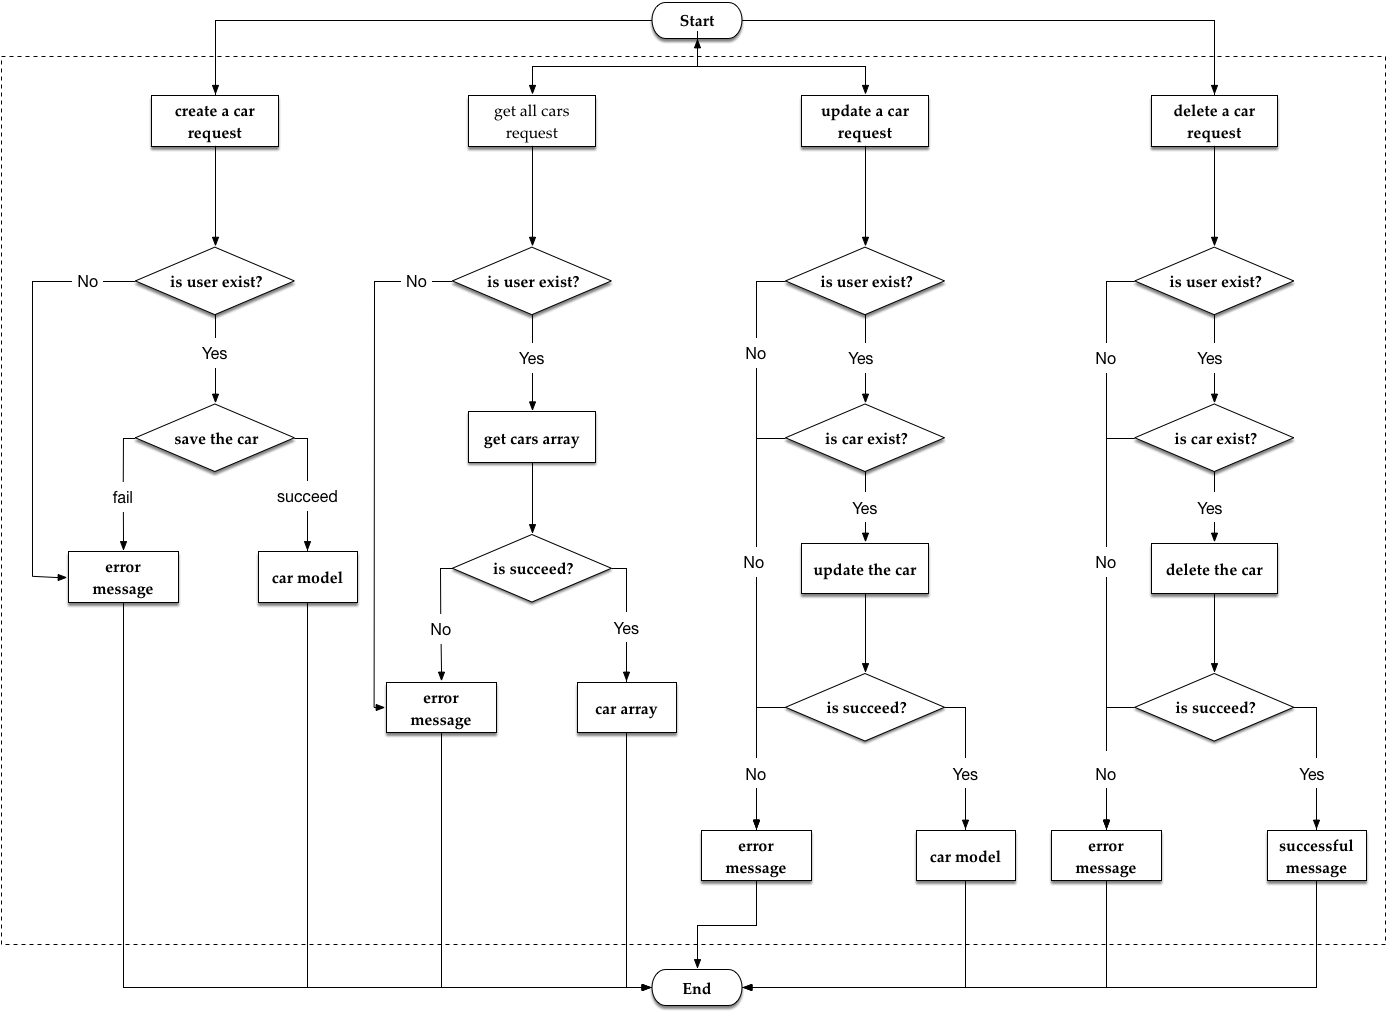 Start
create a car
request
get all cars
request
update a car
request
delete a car
request
No
is user exist?
No
is user exist?
is user exist?
is user exist?
Yes
Yes
No
Yes
No
Yes
save the car
get cars array
is car exist?
is car exist?
fail
succeed
Yes
Yes
error
message
car model
is succeed?
No
update the car
No
delete the car
No
Yes
error
message
car array
is succeed?
is succeed?
No
Yes
No
Yes
error
message
car model
error
message
successful
message
End